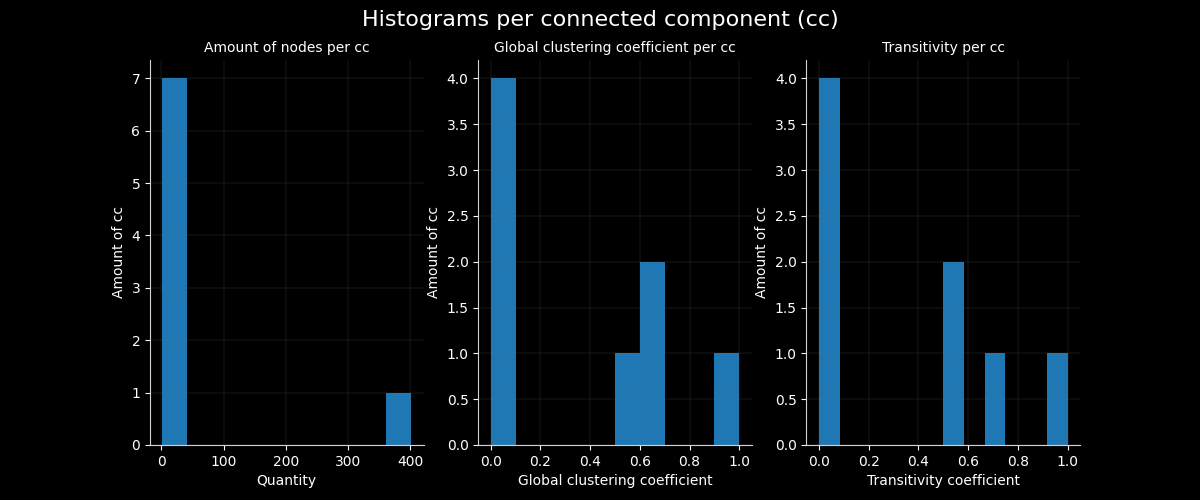 Histograms per connected component (cc)
Amount of nodes per cc
Amount of cc
7
6
5
4
3
2
1
0
0 100 200 300 400
Quantity
Global clustering coefficient per cc
Amount of cc
4.0
3.5
3.0
2.5
2.0
1.5
1.0
0.5
0.0
0.0 0.2 0.4 0.6 0.8 1.0
Global clustering coefficient
Transitivity per cc
Amount of cc
4.0
3.5
3.0
2.5
2.0
1.5
1.0
0.5
0.0
0.0 0.2 0.4 0.6 0.8 1.0
Transitivity coefficient